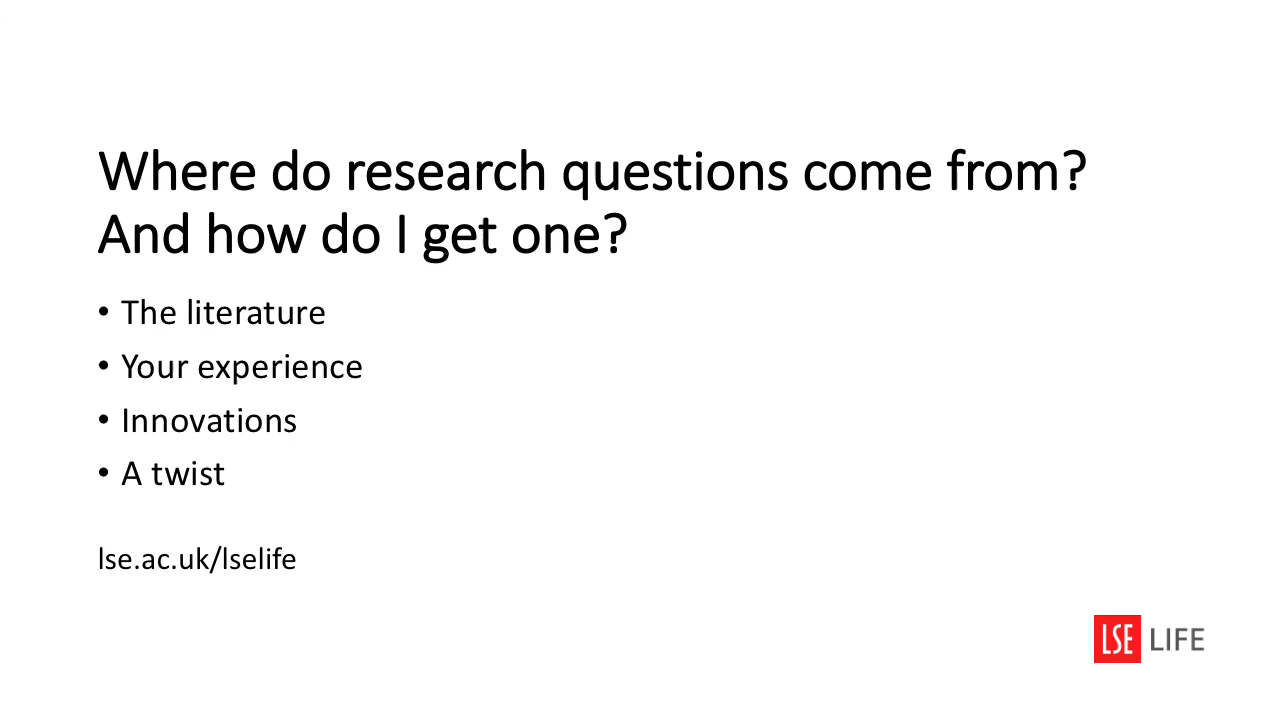 Where do research questions come from?
And how do I get one?
• The literature
• Your experience
• Innovations
• A twist
lse.ac.uk/lselife
LSE LIFE